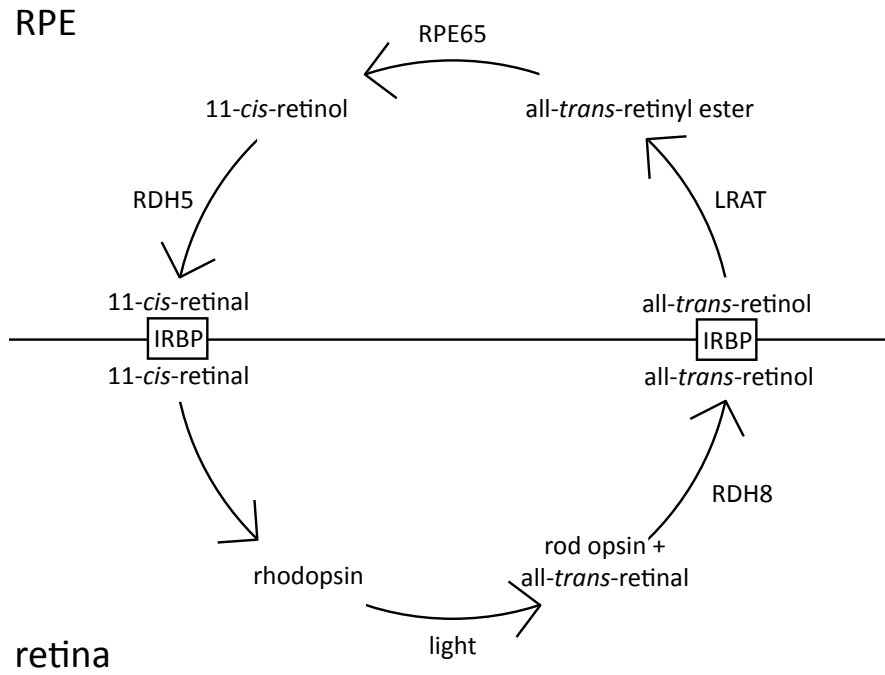 RPE
RPE65
11-cis-retinol
all-trans-retinyl ester
RDH5
LRAT
11-cis-retinal
all-trans-retinol
IRBP
IRBP
11-cis-retinal
all-trans-retinol
RDH8
rod opsin +
all-trans-retinal
rhodopsin
light
retina